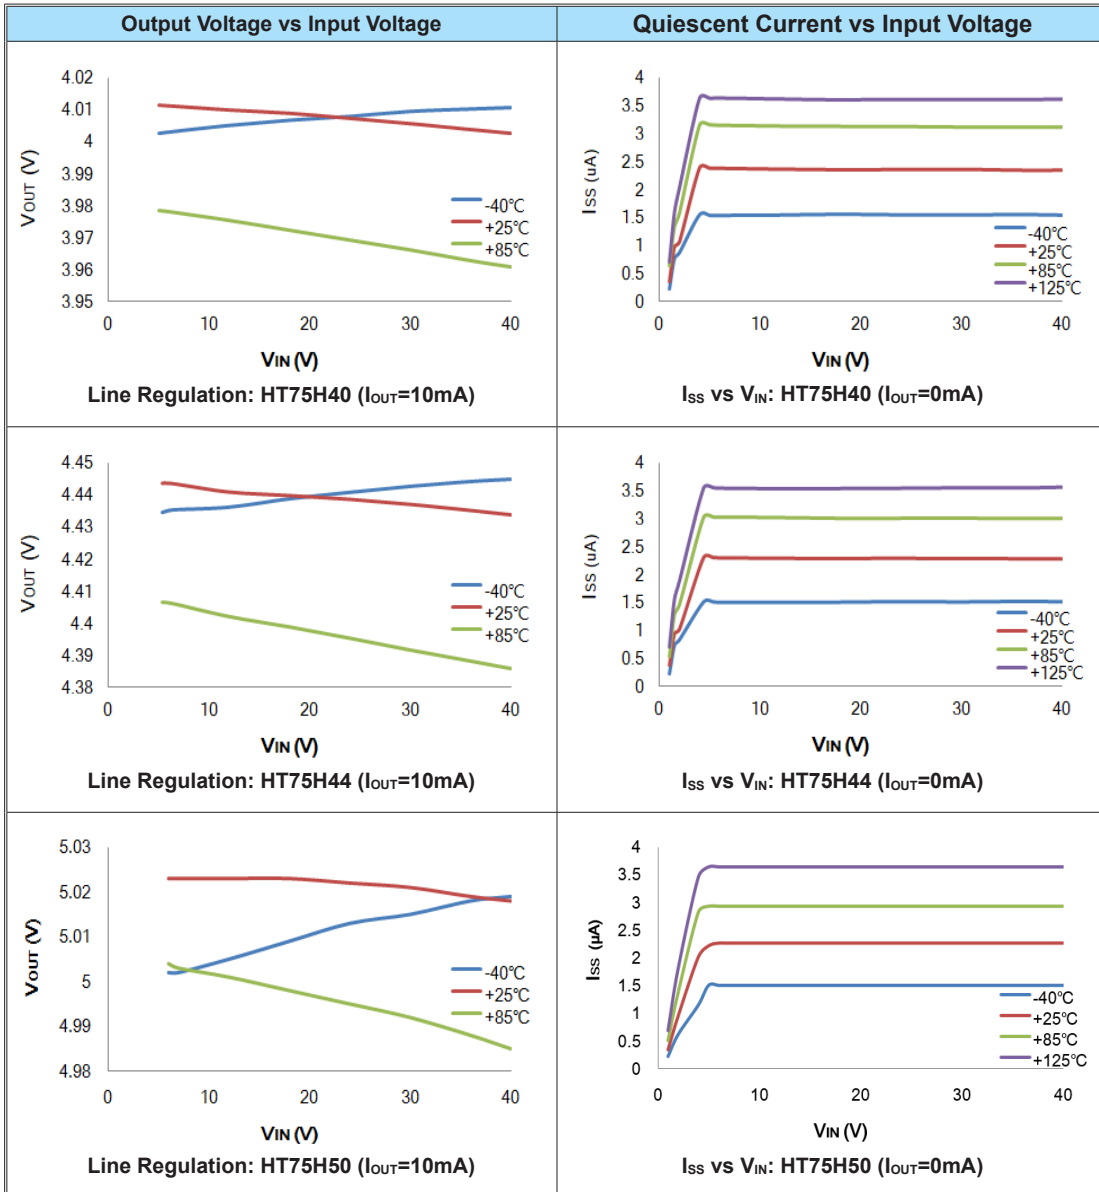 Output Voltage vs Input Voltage
Quiescent Current vs Input Voltage
4.02
4.01
4
3.99
3.98
3.97
3.96
3.95
VOUT (V)
-40℃
+25℃
+85℃
0 10 20 30 40
VIN (V)
Line Regulation: HT75H40 (IOUT=10mA)
4
3.5
3
2.5
2
1.5
1
0.5
0
ISS (uA)
-40℃
+25℃
+85℃
+125℃
0 10 20 30 40
VIN (V)
ISS vs VIN: HT75H40 (IOUT=0mA)
4.45
4.44
4.43
4.42
4.41
4.4
4.39
4.38
VOUT (V)
-40℃
+25℃
+85℃
0 10 20 30 40
VIN (V)
Line Regulation: HT75H44 (IOUT=10mA)
4
3.5
3
2.5
2
1.5
1
0.5
0
ISS (uA)
-40℃
+25℃
+85℃
+125℃
0 10 20 30 40
VIN (V)
ISS vs VIN: HT75H44 (IOUT=0mA)
5.03
5.02
5.01
5
4.99
4.98
VOUT (V)
-40℃
+25℃
+85℃
0 10 20 30 40
VIN (V)
Line Regulation: HT75H50 (IOUT=10mA)
4
3.5
3
2.5
2
1.5
1
0.5
0
ISS (μA)
-40℃
+25℃
+85℃
+125℃
0 10 20 30 40
VIN (V)
ISS vs VIN: HT75H50 (IOUT=0mA)